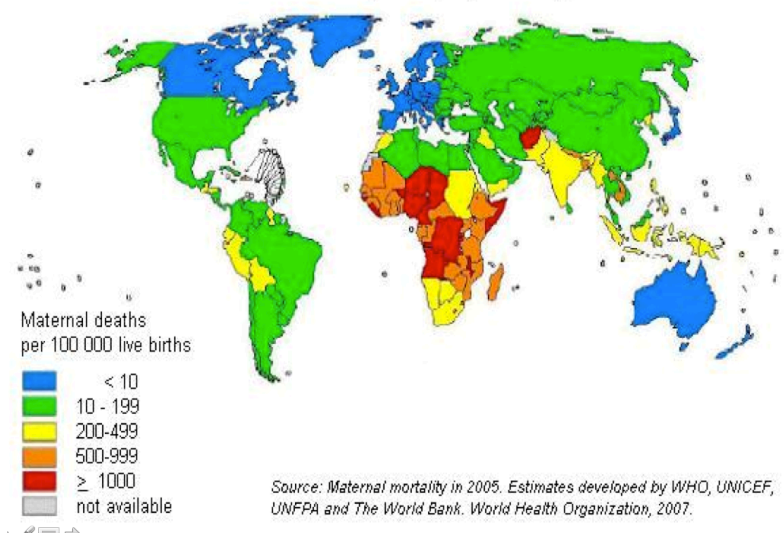 Maternal deaths
per 100 000 live births
< 10
10 - 199
200-499
500-999
≥ 1000
not available
Source: Maternal mortality in 2005. Estimates developed by WHO, UNICEF,
UNFPA and The World Bank. World Health Organization, 2007.